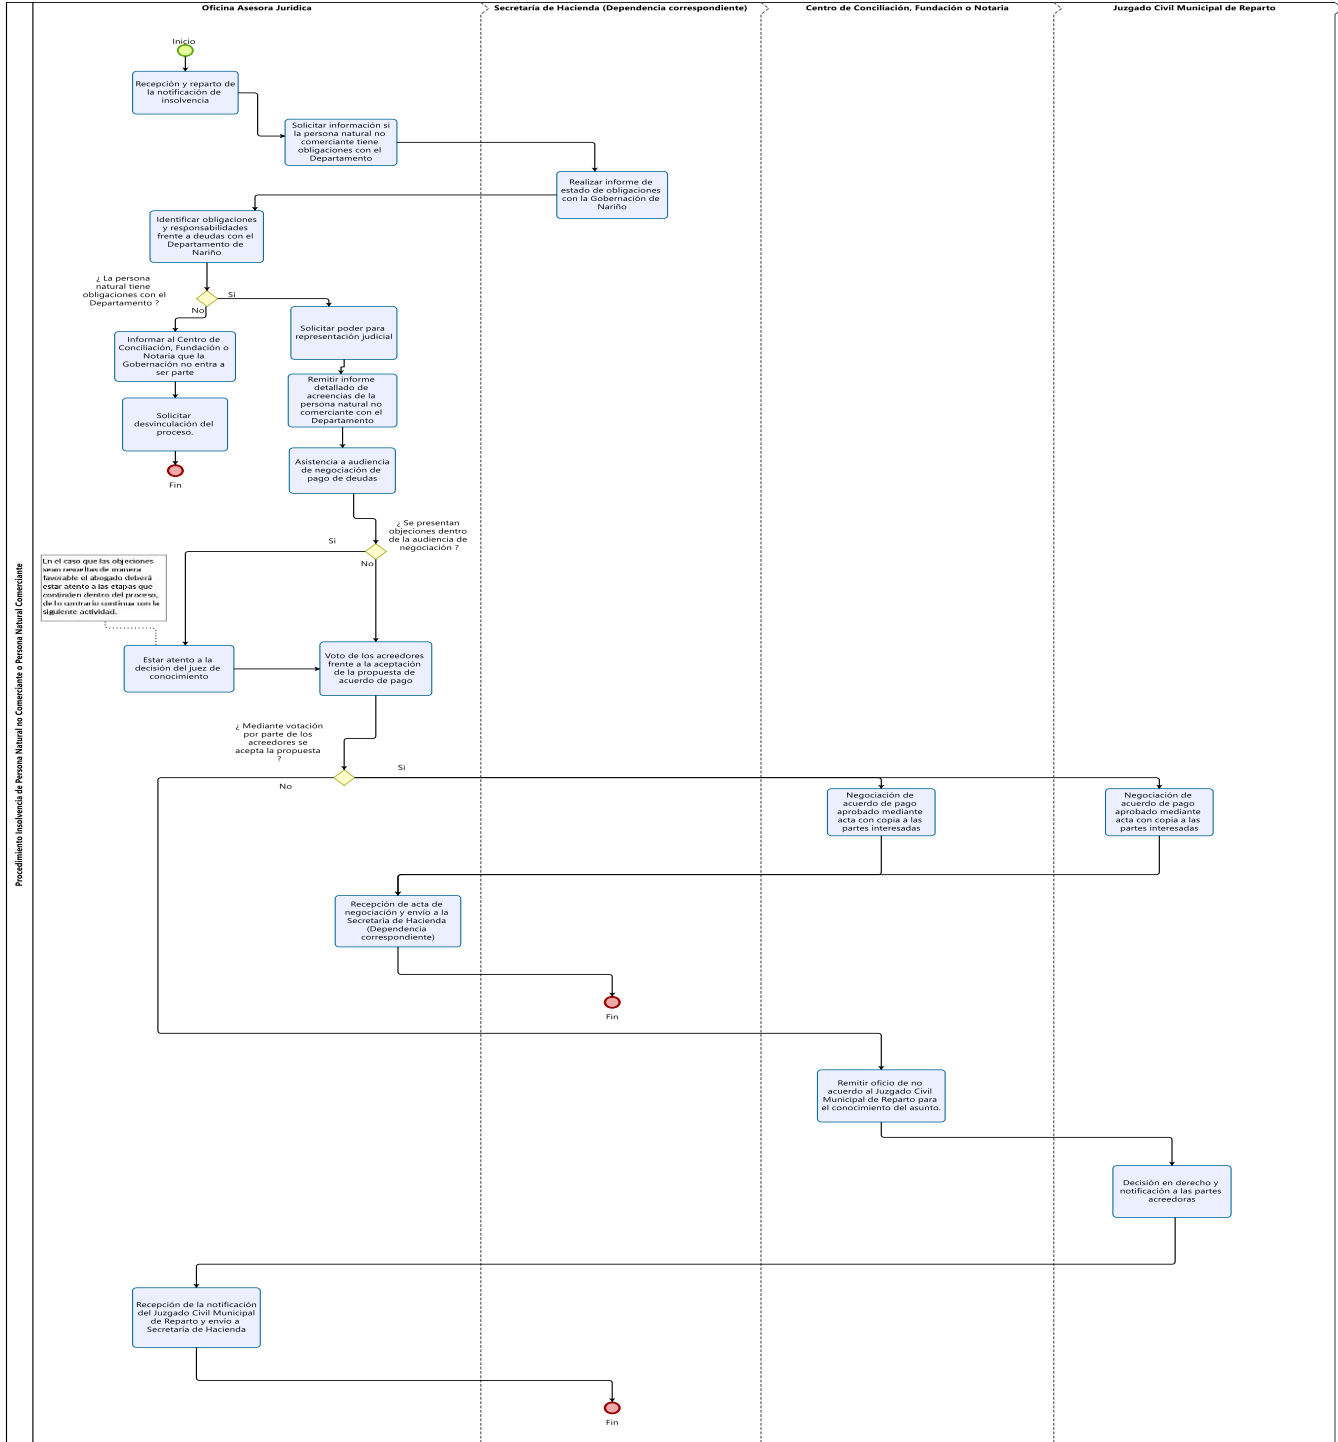 Oficina Asesora Juridica
Secretaria de Hacienda (Dependencia correspondiente)
Centro de Conciliación, Fundación o Notaria
Juzgado Civil Municipal de Reparto
Procedimiento Insolvencia de Persona Natural no Comerciante o Persona Natural Comerciante
Inicio
Recepción y reparto de
la notificación de
insolvencia
Solicitar información si
la persona natural no
comerciante tiene
obligaciones con el
Departamento
Realizar informe de
estado de obligaciones
con la Gobernación de
Nariño
Identificar obligaciones
y responsabilidades
frente a deudas con el
Departamento de
Nariño
¿ La persona
natural tiene
obligaciones con el
Departamento ?
Si
No
Solicitar poder para
representación judicial
Informar al Centro de
Conciliación, Fundación o
Notaria que la
Gobernación no entra a
ser parte
Remitir informe
detallado de
acreencias de la
persona natural no
comerciante con el
Departamento
Solicitar
desvinculación del
proceso.
Fin
Asistencia a audiencia
de negociación de
pago de deudas
¿ Se presentan
objeciones dentro
de la audiencia de
negociación ?
Si
No
En el caso que las objeciones
sean resueltas de manera
favorable el abogado deberá
estar atento a las etapas que
continúen dentro del proceso,
de lo contrario continua con la
siguiente actividad.
Estar atento a la
decisión del juez de
conocimiento
Voto de los acreedores
frente a la aceptación
de la propuesta de
acuerdo de pago
¿ Mediante votación
por parte de los
acreedores se
acepta la propuesta
?
Si
No
Negociación de
acuerdo de pago
aprobado mediante
acta con copia a las
partes interesadas
Negociación de
acuerdo de pago
aprobado mediante
acta con copia a las
partes interesadas
Recepción de acta de
negociación y envío a la
Secretaria de Hacienda
(Dependencia
correspondiente)
Fin
Remitir oficio de no
acuerdo al Juzgado Civil
Municipal de Reparto para
el conocimiento del asunto.
Decisión en derecho y
notificación a las partes
acreedoras
Recepción de la notificación
del Juzgado Civil Municipal
de Reparto y envío a
Secretaria de Hacienda
Fin